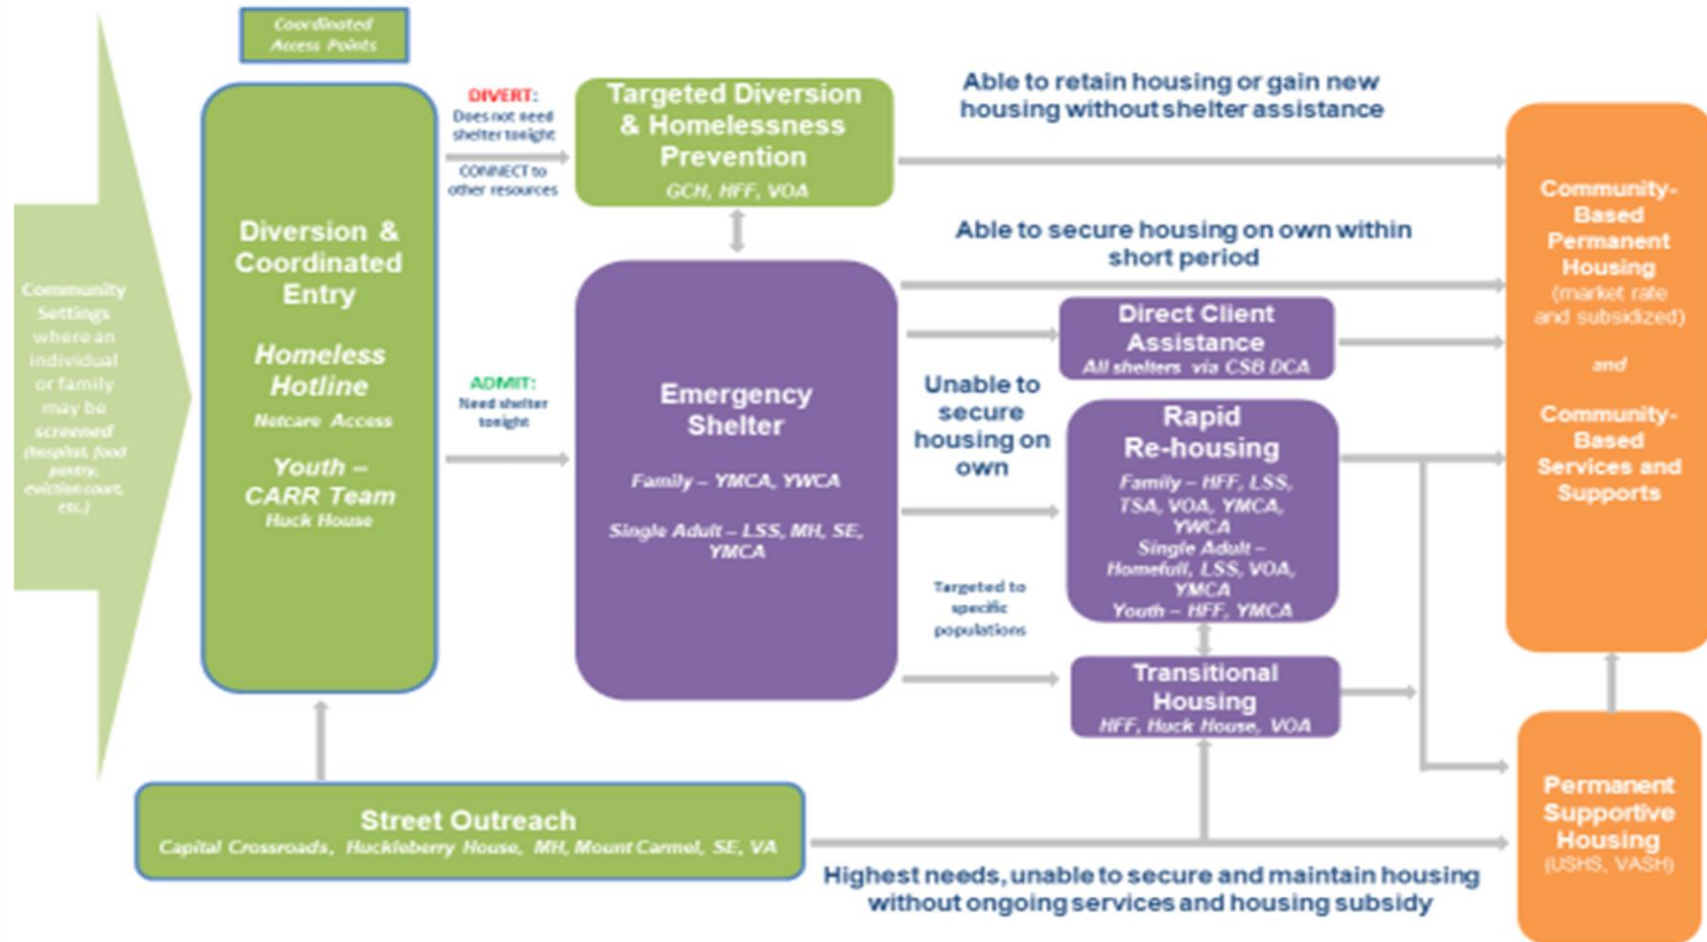 Coordinated
Access Points
Community
Settings
where an
individual
or family
may be
screened
(hospital, food
pantry,
eviction court,
etc.)
Diversion &
Coordinated
Entry
Homeless
Hotline
Netcare Access
Youth –
CARR Team
Huck House
DIVERT:
Does not need
shelter tonight
CONNECT to
other resources
ADMIT:
Need shelter
tonight
Targeted Diversion
& Homelessness
Prevention
GCH, HFF, VOA
Emergency
Shelter
Family – YMCA, YWCA
Single Adult – LSS, MH, SE,
YMCA
Able to retain housing or gain new
housing without shelter assistance
Able to secure housing on own within
short period
Direct Client
Assistance
All shelters via CSB DCA
Unable to
secure
housing on
own
Rapid
Re-housing
Family – HFF, LSS,
TSA, VOA, YMCA,
YWCA
Single Adult –
Homefull, LSS, VOA,
YMCA
Youth – HFF, YMCA
Targeted to
specific
populations
Transitional
Housing
HFF, Huck House, VOA
Community-
Based
Permanent
Housing
(market rate
and subsidized)
and
Community-
Based
Services and
Supports
Street Outreach
Capital Crossroads, Huckleberry House, MH, Mount Carmel, SE, VA
Highest needs, unable to secure and maintain housing
without ongoing services and housing subsidy
Permanent
Supportive
Housing
(USHS, VASH)